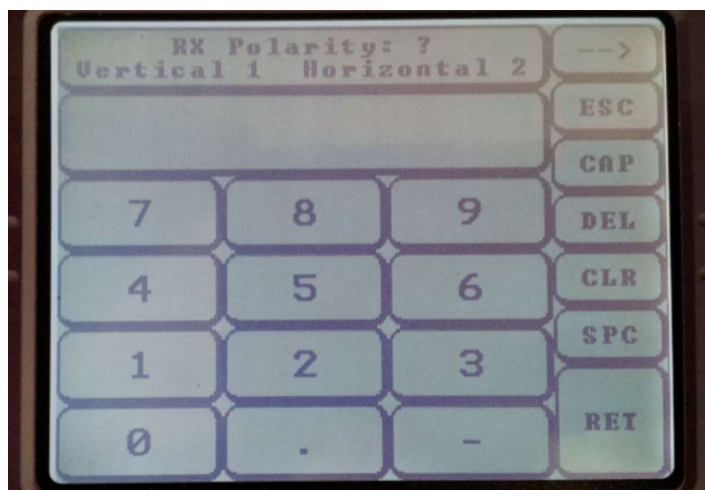 RX Polarity: ?
Vertical 1 Horizontal 2
-->
ESC
CAP
7 8 9
DEL
4 5 6
CLR
SPC
1 2 3
RET
0 . -